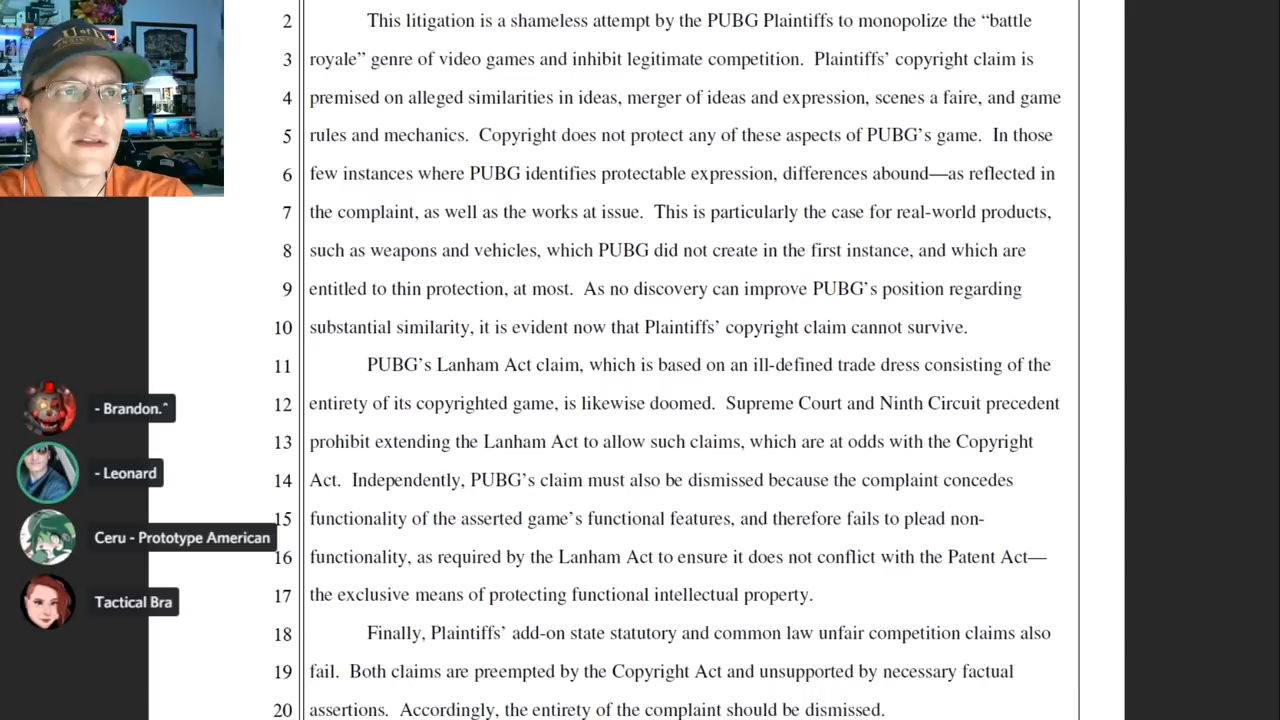 2 This litigation is a shameless attempt by the PUBG Plaintiffs to monopolize the “battle
3 royale” genre of video games and inhibit legitimate competition. Plaintiffs’ copyright claim is
4 premised on alleged similarities in ideas, merger of ideas and expression, scenes a faire, and game
5 rules and mechanics. Copyright does not protect any of these aspects of PUBG’s game. In those
6 few instances where PUBG identifies protectable expression, differences abound—as reflected in
7 the complaint, as well as the works at issue. This is particularly the case for real-world products,
8 such as weapons and vehicles, which PUBG did not create in the first instance, and which are
9 entitled to thin protection, at most. As no discovery can improve PUBG’s position regarding
10 substantial similarity, it is evident now that Plaintiffs’ copyright claim cannot survive.
11 PUBG’s Lanham Act claim, which is based on an ill-defined trade dress consisting of the
12 entirety of its copyrighted game, is likewise doomed. Supreme Court and Ninth Circuit precedent
13 prohibit extending the Lanham Act to allow such claims, which are at odds with the Copyright
14 Act. Independently, PUBG’s claim must also be dismissed because the complaint concedes
15 functionality of the asserted game’s functional features, and therefore fails to plead non-
16 functionality, as required by the Lanham Act to ensure it does not conflict with the Patent Act—
17 the exclusive means of protecting functional intellectual property.
18 Finally, Plaintiffs’ add-on state statutory and common law unfair competition claims also
19 fail. Both claims are preempted by the Copyright Act and unsupported by necessary factual
20 assertions. Accordingly, the entirety of the complaint should be dismissed.
- Brandon.^
- Leonard
Ceru - Prototype American
Tactical Bra
U of D